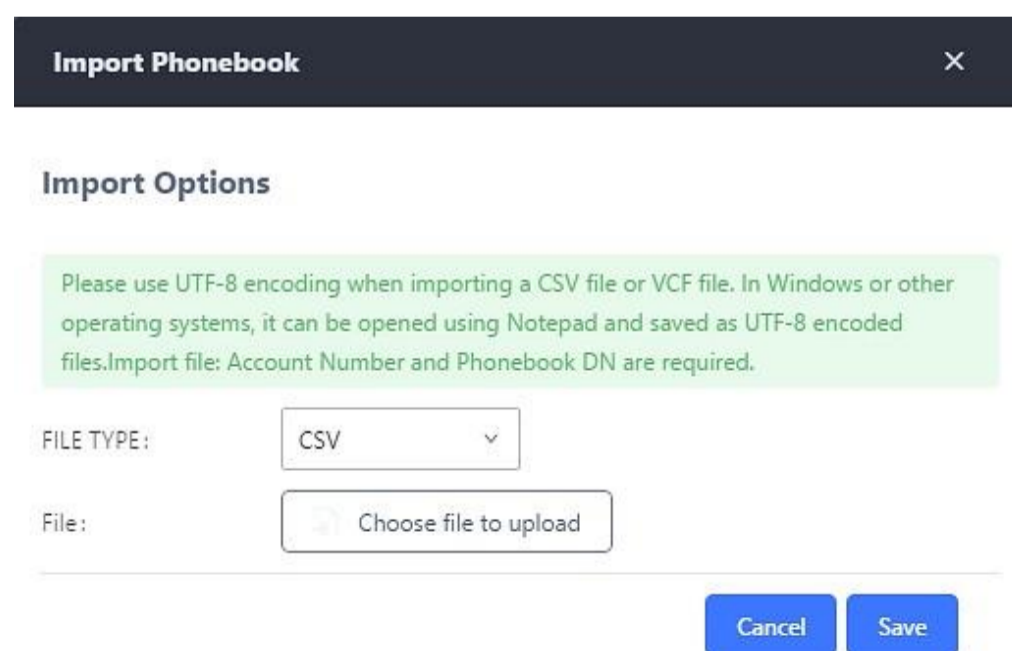 Import Phonebook
Import Options
Please use UTF-8 encoding when importing a CSV file or VCF file. In Windows or other
operating systems, it can be opened using Notepad and saved as UTF-8 encoded
files.Import file: Account Number and Phonebook DN are required.
FILE TYPE: CSV
File: Choose file to upload
Cancel Save